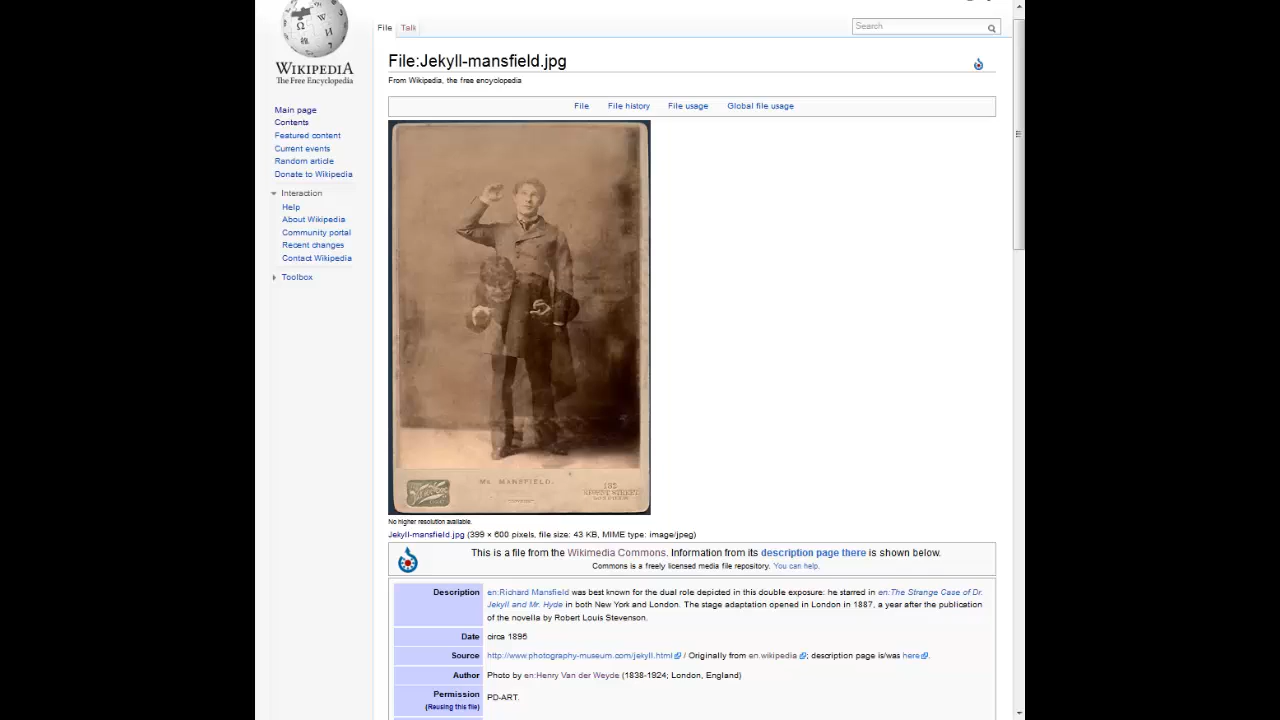 File Talk
Search
WIKIPEDIA
The Free Encyclopedia
Main page
Contents
Featured content
Current events
Random article
Donate to Wikipedia
Interaction
Help
About Wikipedia
Community portal
Recent changes
Contact Wikipedia
Toolbox
File:Jekyll-mansfield.jpg
From Wikipedia, the free encyclopedia
File File history File usage Global file usage
Mr. MANSFIELD.
No higher resolution available.
Jekyll-mansfield.jpg (399 × 600 pixels, file size: 43 KB, MIME type: image/jpeg)
This is a file from the Wikimedia Commons. Information from its description page there is shown below.
Commons is a freely licensed media file repository. You can help.
Description en:Richard Mansfield was best known for the dual role depicted in this double exposure: he starred in en:The Strange Case of Dr.
Jekyll and Mr. Hyde in both New York and London. The stage adaptation opened in London in 1887, a year after the publication
of the novella by Robert Louis Stevenson.
Date circa 1895
Source http://www.photography-museum.com/jekyll.html / Originally from en.wikipedia; description page is/was here.
Author Photo by en:Henry Van der Weyde (1838-1924; London, England)
Permission
(Reusing this file)
PD-ART.